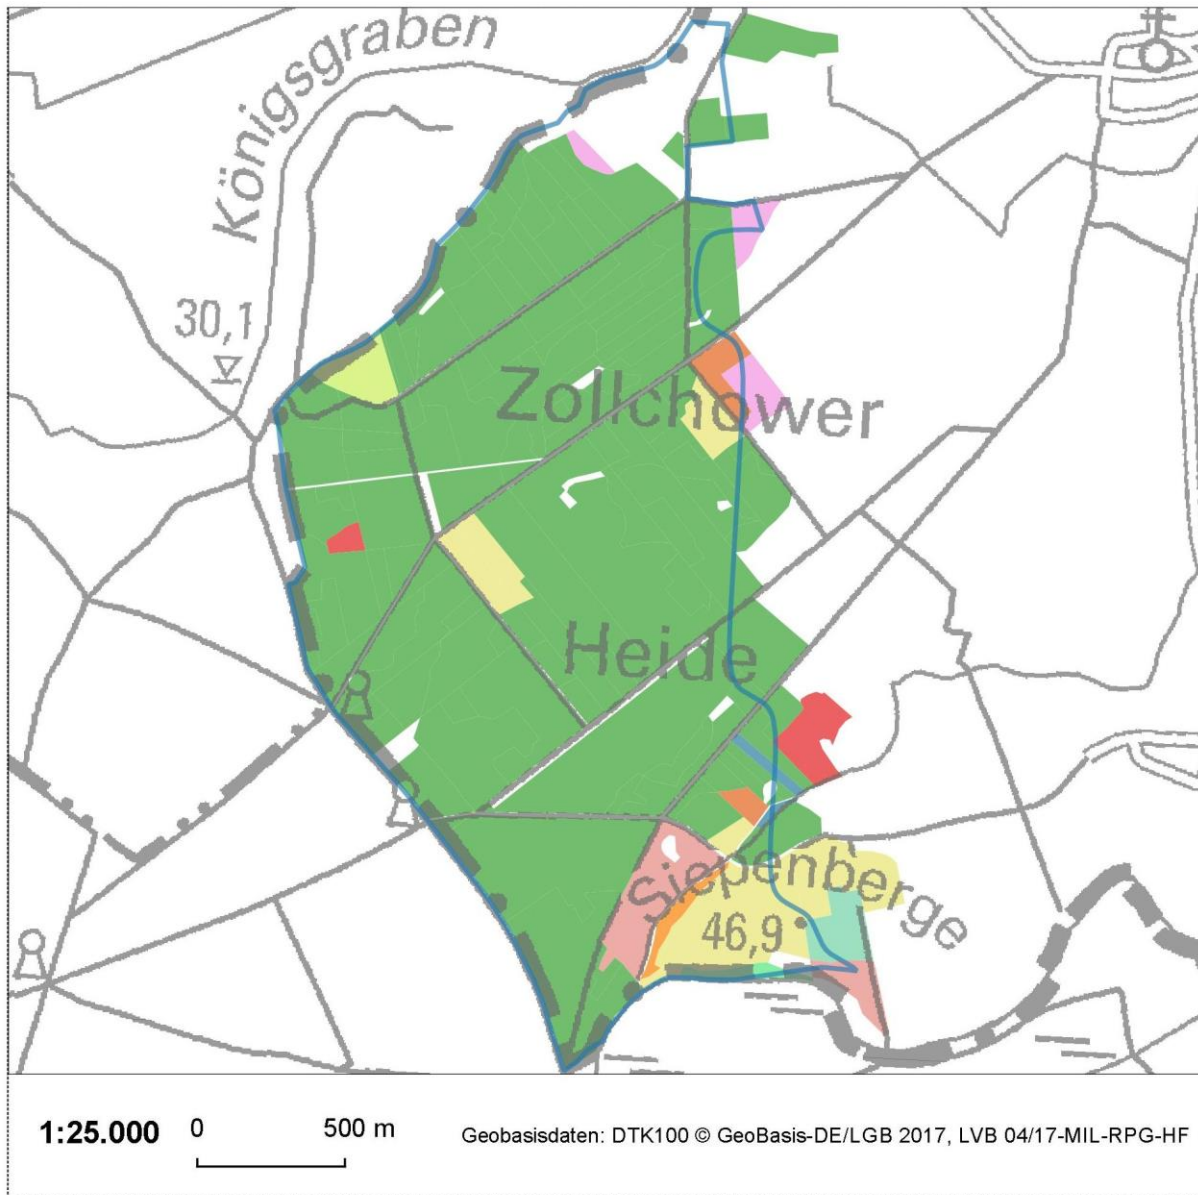 Königsgraben
30,1
Zollchower
Heide
Siepenberge
46,9
1:25.000
0 500 m
Geobasisdaten: DTK100 © GeoBasis-DE/LGB 2017, LVB 04/17-MIL-RPG-HF